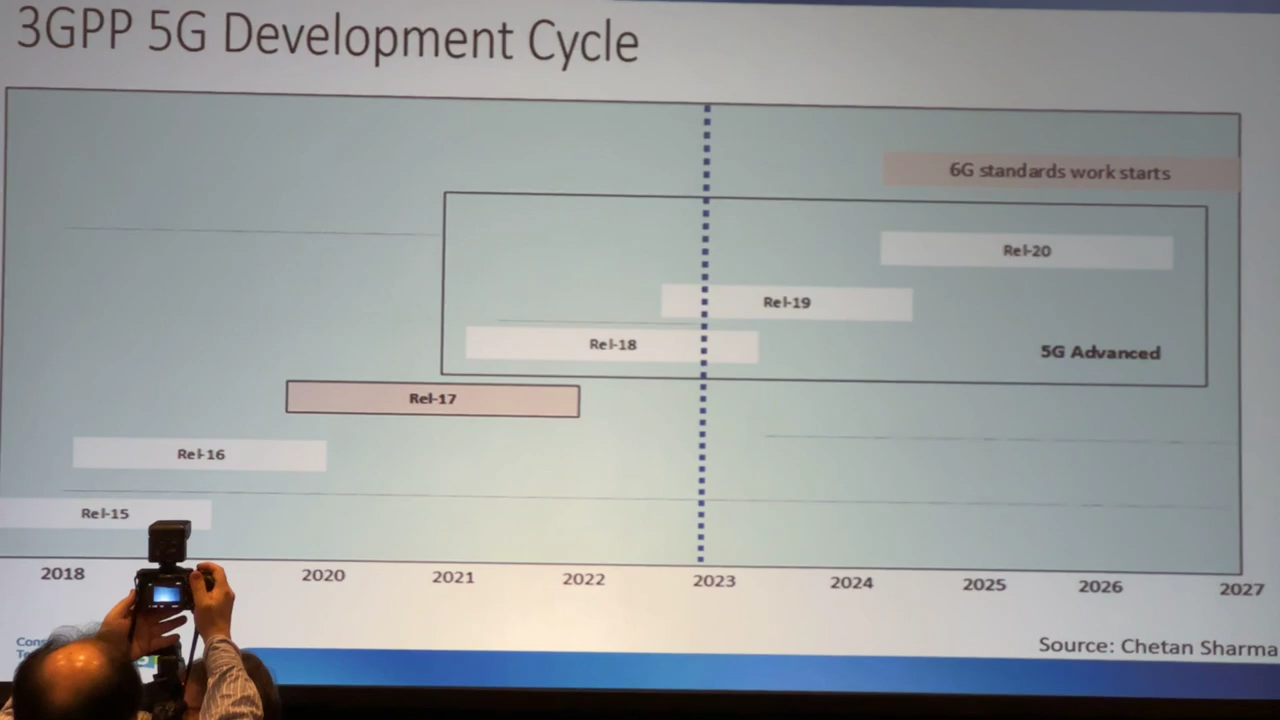 3GPP 5G Development Cycle
6G standards work starts
Rel-20
Rel-19
Rel-18
5G Advanced
Rel-17
Rel-16
Rel-15
2018 2020 2021 2022 2023 2024 2025 2026 2027
Source: Chetan Sharma